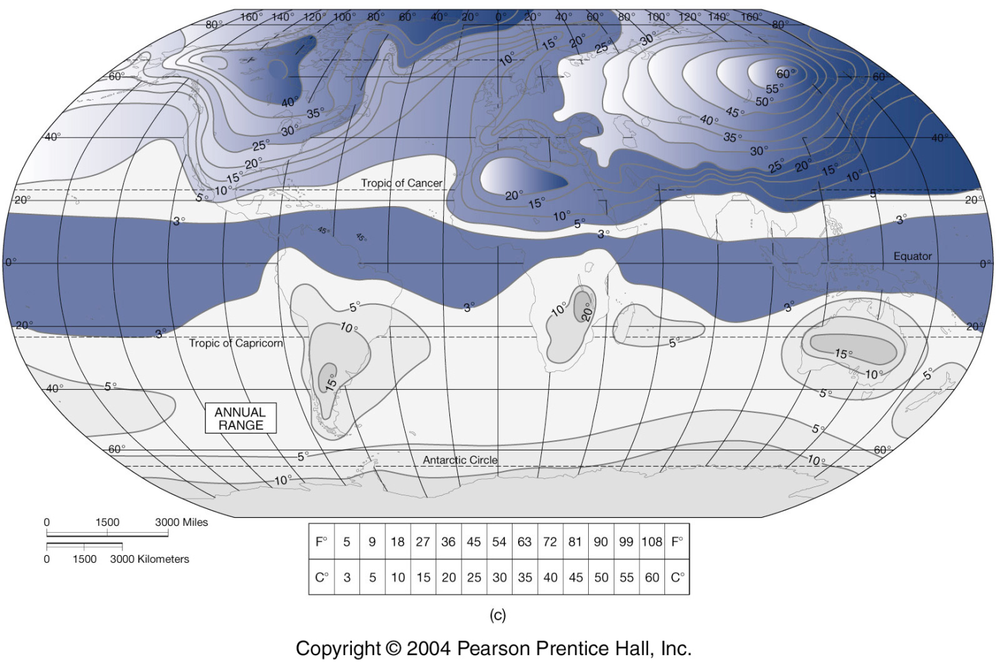 160° 120° 100° 80° 60° 40° 20° 0° 20° 40° 60° 80° 100° 120° 140° 160°
80° 80°
15° 20° 25° 30°
10°
60° 60° 60°
55°
40° 50°
35° 45°
30° 40°
40° 35° 40°
25° 30°
20° 25° 20° 15° 10°
15° Tropic of Cancer
10° 20° 5°
5° 15°
20° 20°
10°
3° 5° 3°
45° 45° 3°
Equator
0° 0°
5° 10° 20°
3° 3°
20° 10° 20°
3° Tropic of Capricorn 5°
15°
15° 10° 5°
40° 5° 5° 40°
ANNUAL
RANGE
5°
60° 60°
5° Antarctic Circle 10°
10°
0 1500 3000 Miles
0 1500 3000 Kilometers
F° 5 9 18 27 36 45 54 63 72 81 90 99 108 F°
C° 3 5 10 15 20 25 30 35 40 45 50 55 60 C°
(c)
Copyright © 2004 Pearson Prentice Hall, Inc.